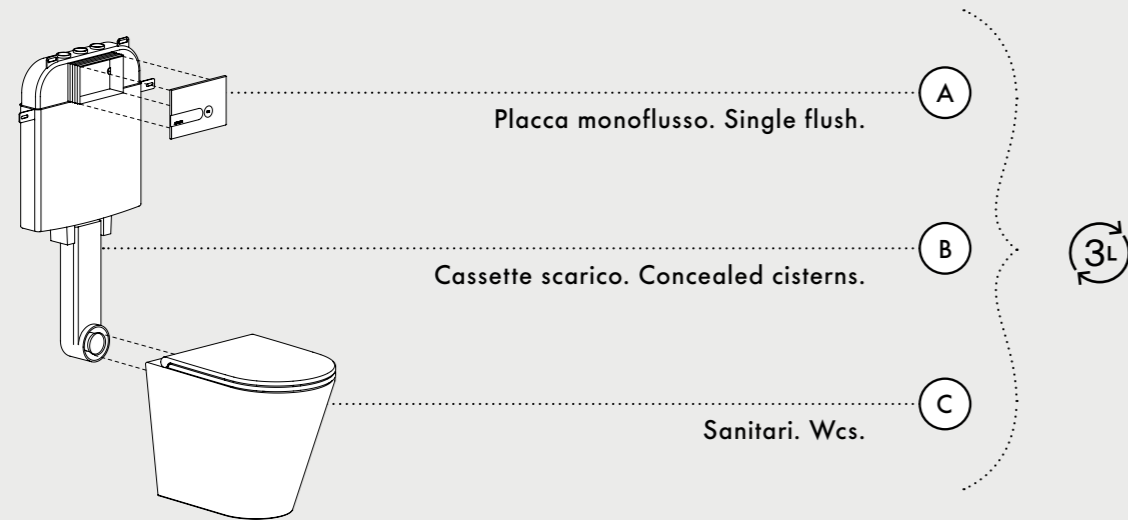 A
Placca monoflusso. Single flush.
B
Cassette scarico. Concealed cisterns.
3L
C
Sanitari. Wcs.